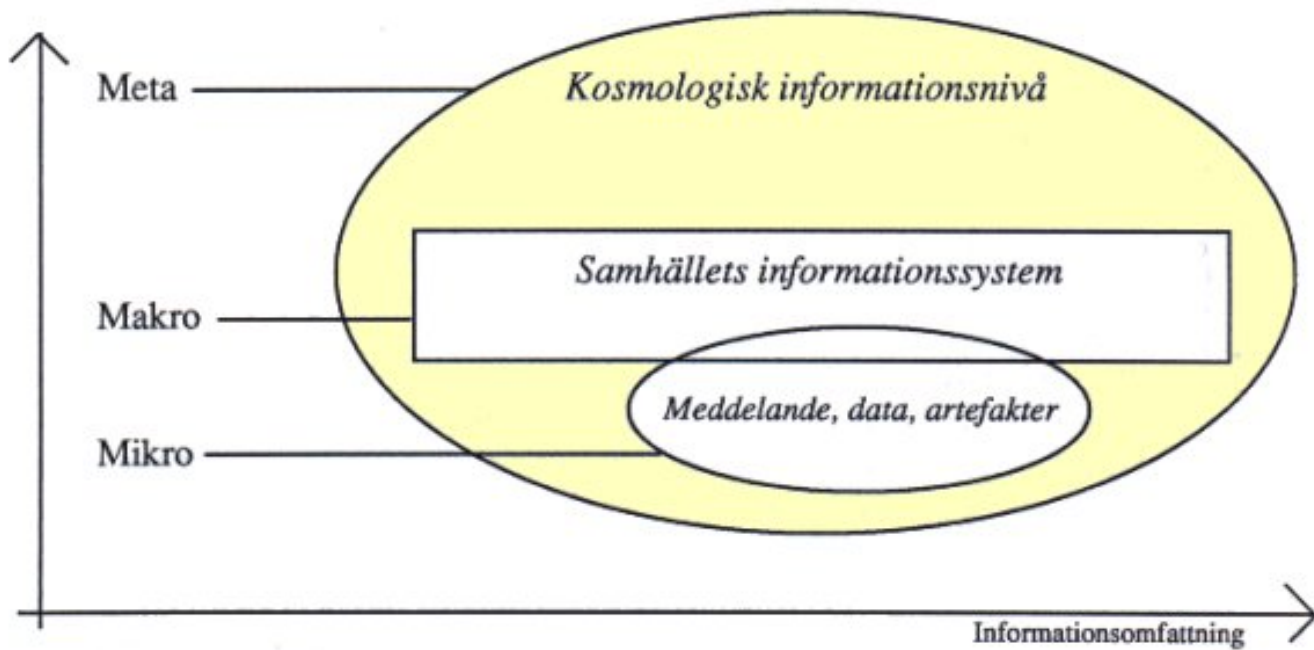 Meta
Kosmologisk informationsnivå
Samhällets informationssystem
Makro
Meddelande, data, artefakter
Mikro
Informationsomfattning